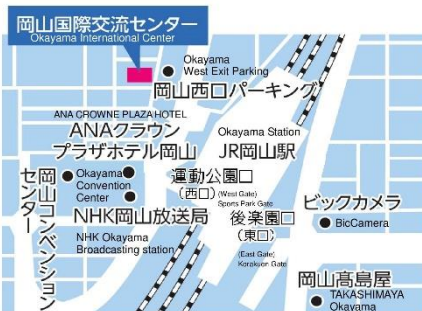 岡山国際交流センター
Okayama International Center
Okayama
West Exit Parking
岡山西口パーキング
ANA CROWNE PLAZA HOTEL
ANAクラウン
プラザホテル岡山
Okayama Station
JR岡山駅
Okayama
Convention
Center
岡山コンベンション
センター
運動公園口
(西口)
(West Gate)
Sports Park Gate
NHK岡山放送局
NHK Okayama
Broadcasting station
後楽園口
(東口)
(East Gate)
Korakuen Gate
ビックカメラ
BicCamera
岡山髙島屋
TAKASHIMAYA
Okayama